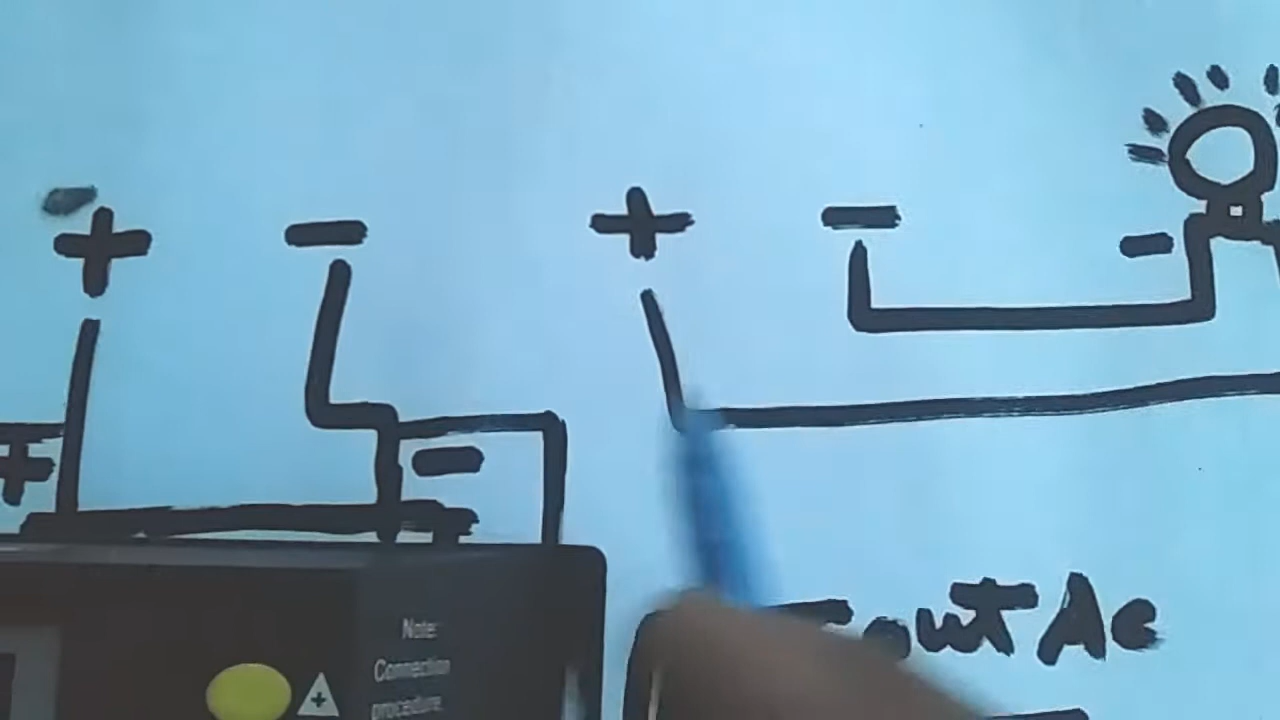 + - + -
-
+ -
Note:
Connection
procedure
out Ac